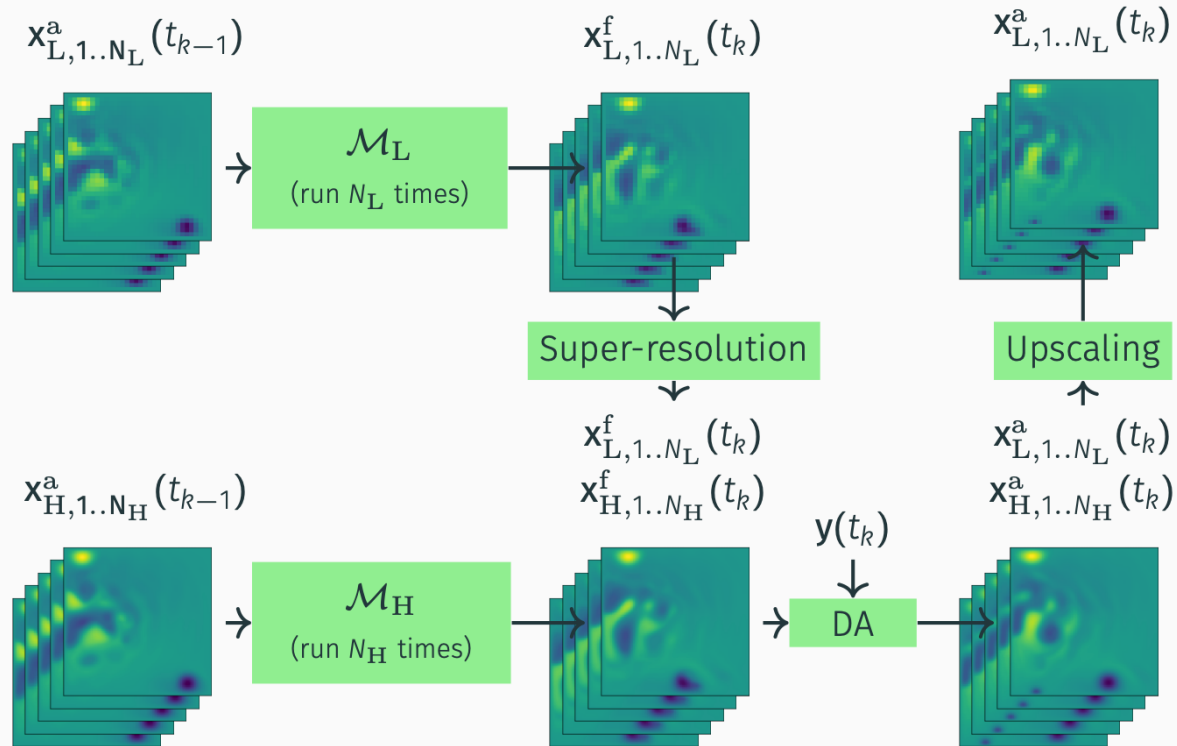 x^a_{L,1..N_L}(t_{k−1})
x^f_{L,1..N_L}(t_k)
x^a_{L,1..N_L}(t_k)
ℳ_L
(run N_L times)
Super-resolution
Upscaling
x^f_{L,1..N_L}(t_k)
x^a_{L,1..N_L}(t_k)
x^a_{H,1..N_H}(t_{k−1})
x^f_{H,1..N_H}(t_k)
x^a_{H,1..N_H}(t_k)
y(t_k)
ℳ_H
(run N_H times)
DA